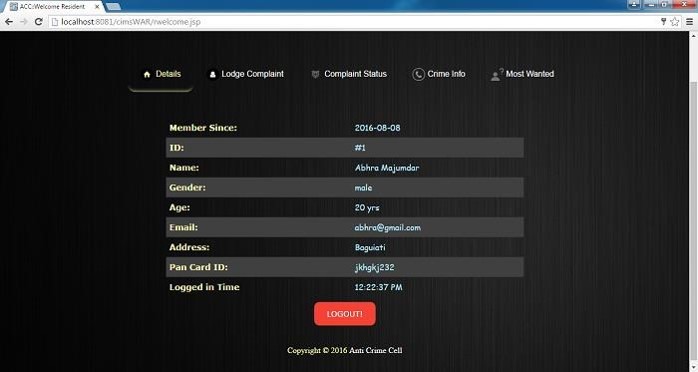 ACC:Welcome Resident
localhost:8081/cimsWAR/rwelcome.jsp
Details Lodge Complaint Complaint Status Crime Info Most Wanted
Member Since: 2016-08-08
ID: #1
Name: Abhra Majumdar
Gender: male
Age: 20 yrs
Email: abhra@gmail.com
Address: Baguiati
Pan Card ID: jkhgkj232
Logged in Time 12:22:37 PM
LOGOUT!
Copyright © 2016 Anti Crime Cell